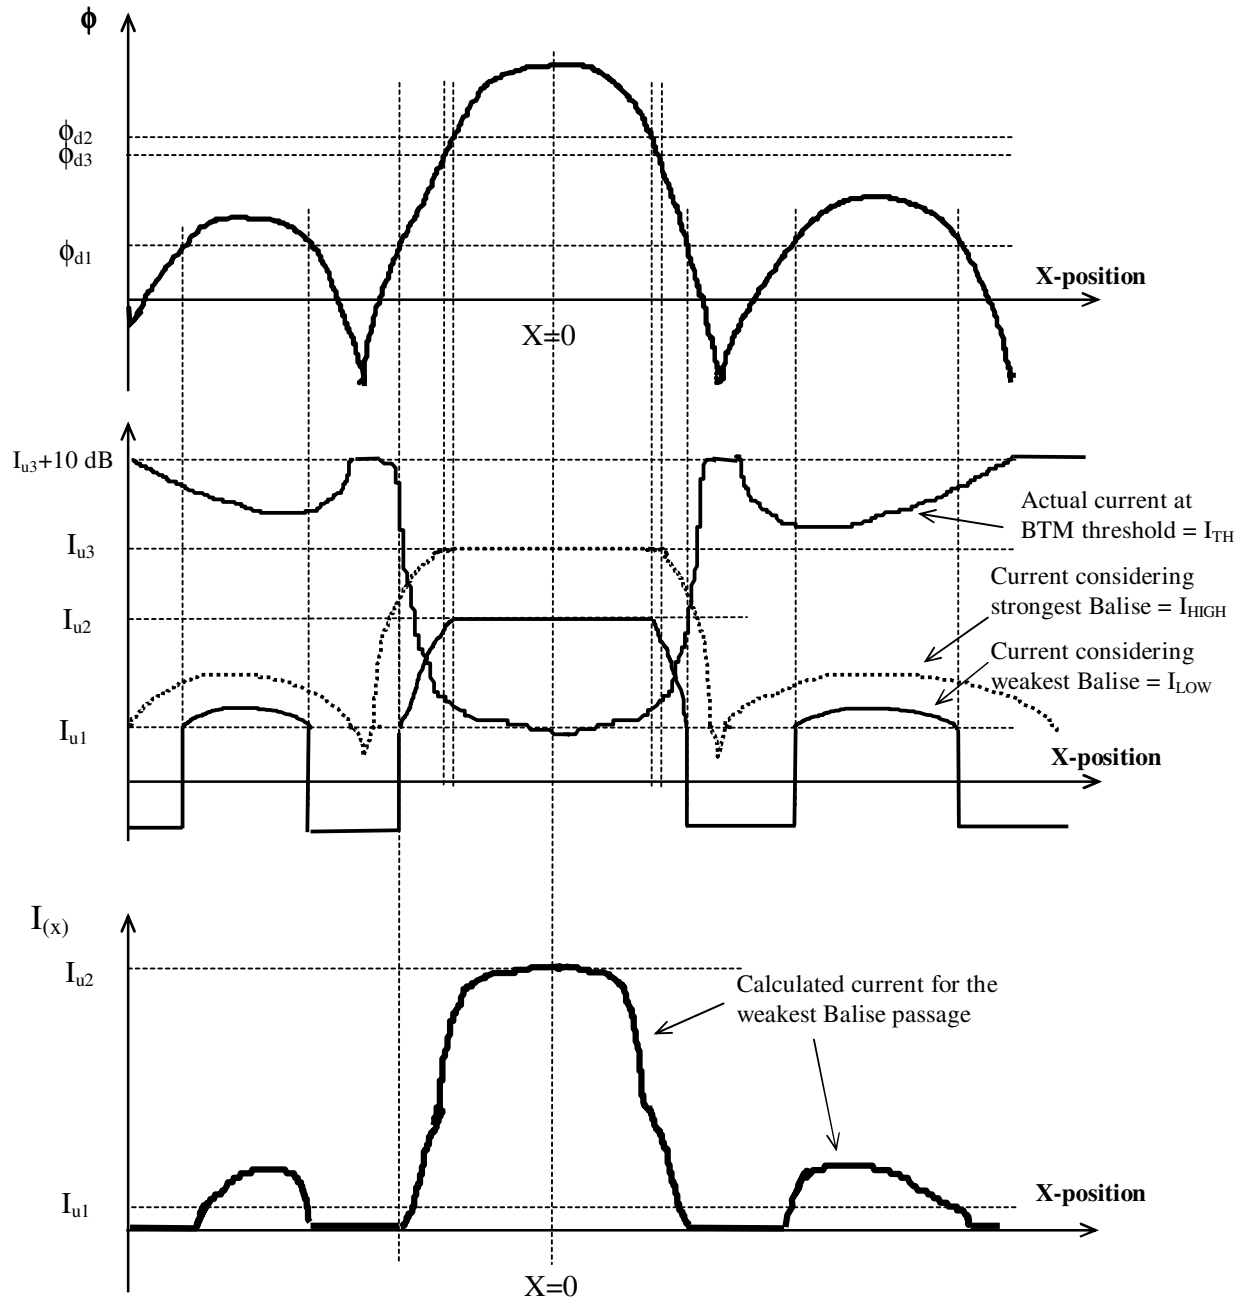 ϕ
ϕd2
ϕd3
ϕd1
X-position
X=0
Iu3+10 dB
Actual current at
BTM threshold = ITH
Iu3
Current considering
strongest Balise = IHIGH
Iu2
Current considering
weakest Balise = ILOW
Iu1
X-position
I(x)
Iu2
Calculated current for the
weakest Balise passage
Iu1
X-position
X=0